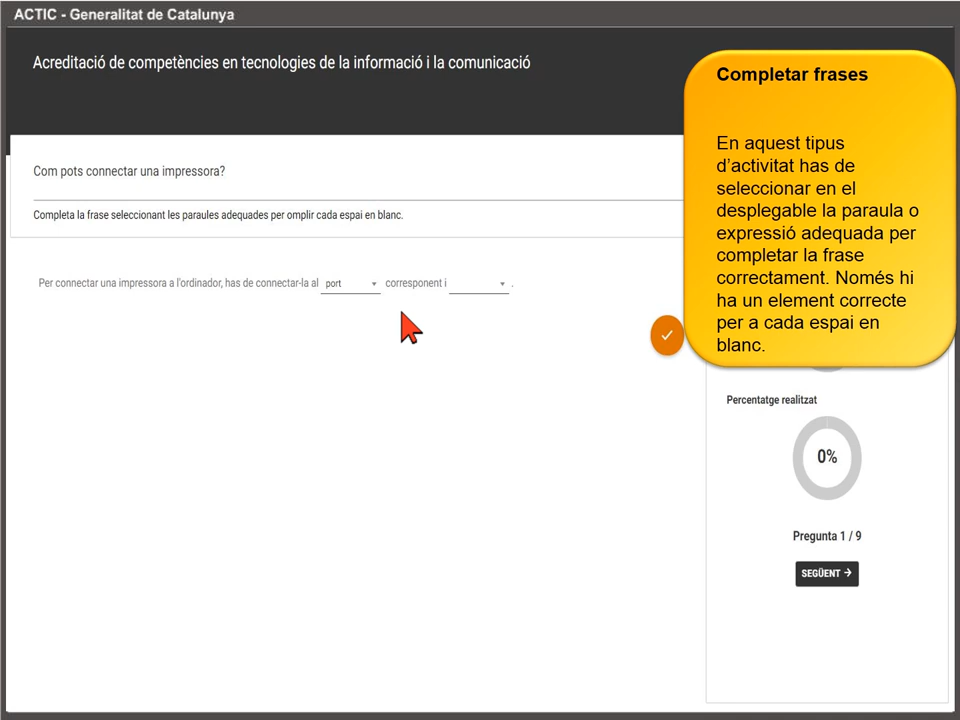 ACTIC - Generalitat de Catalunya
Acreditació de competències en tecnologies de la informació i la comunicació
Com pots connectar una impressora?
Completa la frase seleccionant les paraules adequades per omplir cada espai en blanc.
Per connectar una impressora a l'ordinador, has de connectar-la al port corresponent i .
Completar frases
En aquest tipus
d'activitat has de
seleccionar en el
desplegable la paraula o
expressió adequada per
completar la frase
correctament. Només hi
ha un element correcte
per a cada espai en
blanc.
Percentatge realitzat
0%
Pregunta 1 / 9
SEGÜENT →